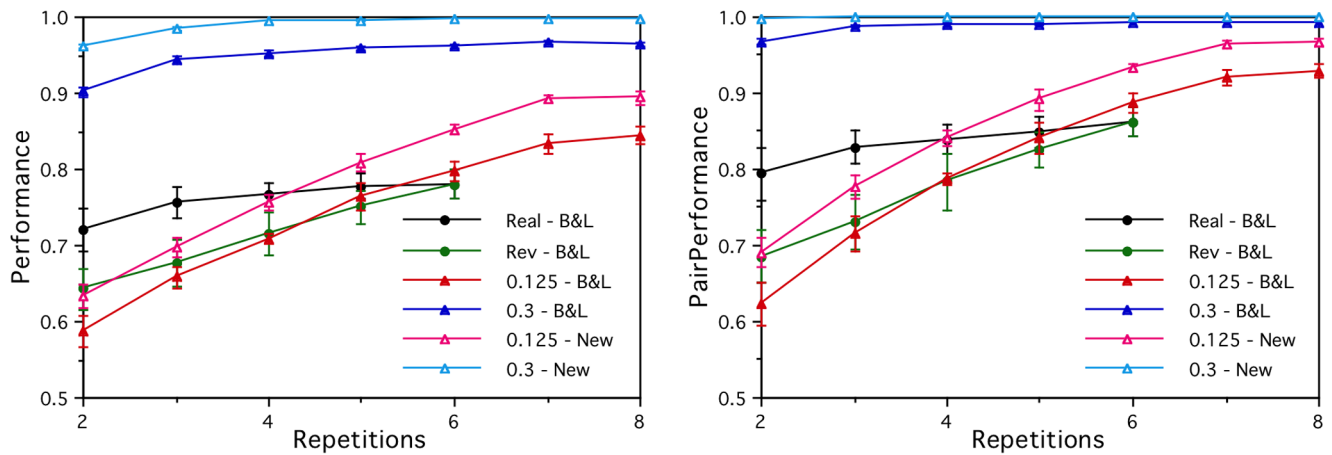 Performance
1.0
0.9
0.8
0.7
0.6
0.5
2
4
6
8
Repetitions
Real - B&L
Rev - B&L
0.125 - B&L
0.3 - B&L
0.125 - New
0.3 - New
PairPerformance
1.0
0.9
0.8
0.7
0.6
0.5
2
4
6
8
Repetitions
Real - B&L
Rev - B&L
0.125 - B&L
0.3 - B&L
0.125 - New
0.3 - New